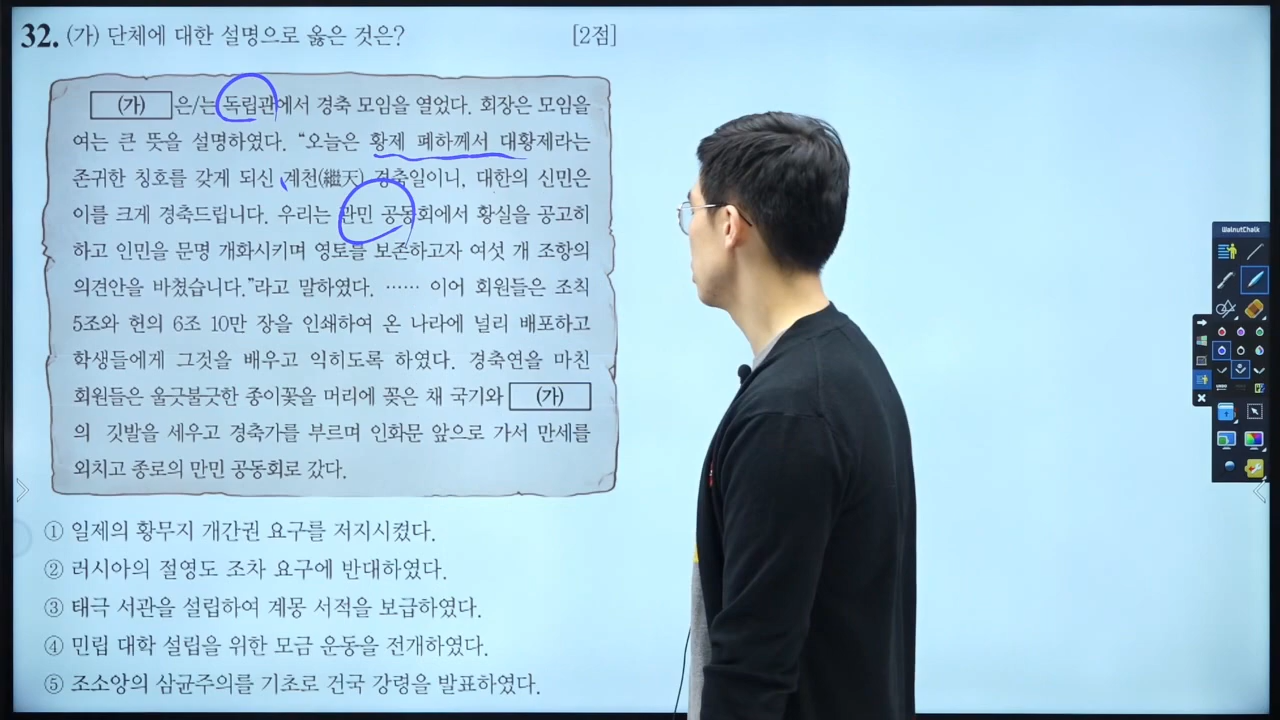 32. (가) 단체에 대한 설명으로 옳은 것은? [2점]
(가) 은/는 독립관에서 경축 모임을 열었다. 회장은 모임을
여는 큰 뜻을 설명하였다. “오늘은 황제 폐하께서 대황제라는
존귀한 칭호를 갖게 되신 계천(繼天) 경축일이니, 대한의 신민은
이를 크게 경축드립니다. 우리는 관민 공동회에서 황실을 공고히
하고 인민을 문명 개화시키며 영토를 보존하고자 여섯 개 조항의
의견안을 바쳤습니다.”라고 말하였다. …… 이어 회원들은 조칙
5조와 헌의 6조 10만 장을 인쇄하여 온 나라에 널리 배포하고
학생들에게 그것을 배우고 익히도록 하였다. 경축연을 마친
회원들은 울긋불긋한 종이꽃을 머리에 꽂은 채 국기와 (가)
의 깃발을 세우고 경축가를 부르며 인화문 앞으로 가서 만세를
외치고 종로의 만민 공동회로 갔다.
① 일제의 황무지 개간권 요구를 저지시켰다.
② 러시아의 절영도 조차 요구에 반대하였다.
③ 태극 서관을 설립하여 계몽 서적을 보급하였다.
④ 민립 대학 설립을 위한 모금 운동을 전개하였다.
⑤ 조소앙의 삼균주의를 기초로 건국 강령을 발표하였다.
WalnutChalk